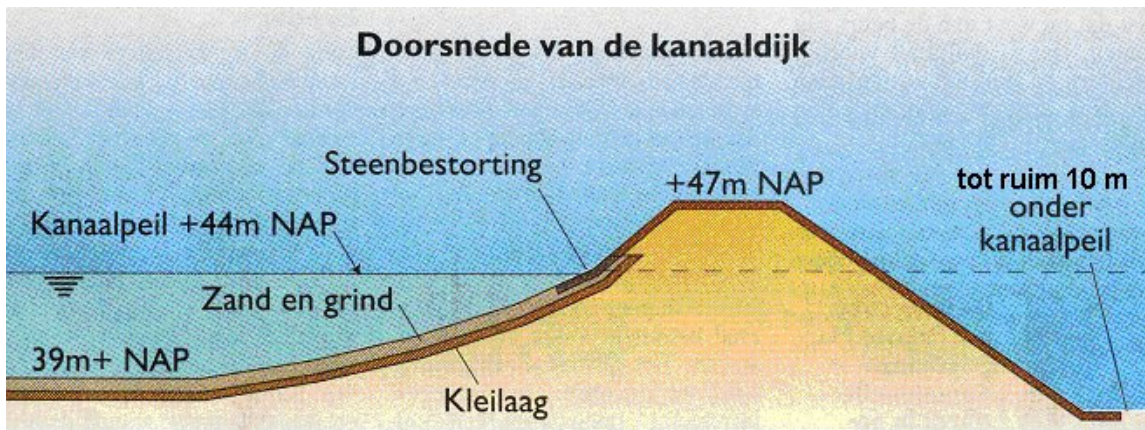 Doorsnede van de kanaaldijk
Steenbestorting
+47m NAP
tot ruim 10 m
onder
kanaalpeil
Kanaalpeil +44m NAP
Zand en grind
39m+ NAP
Kleilaag